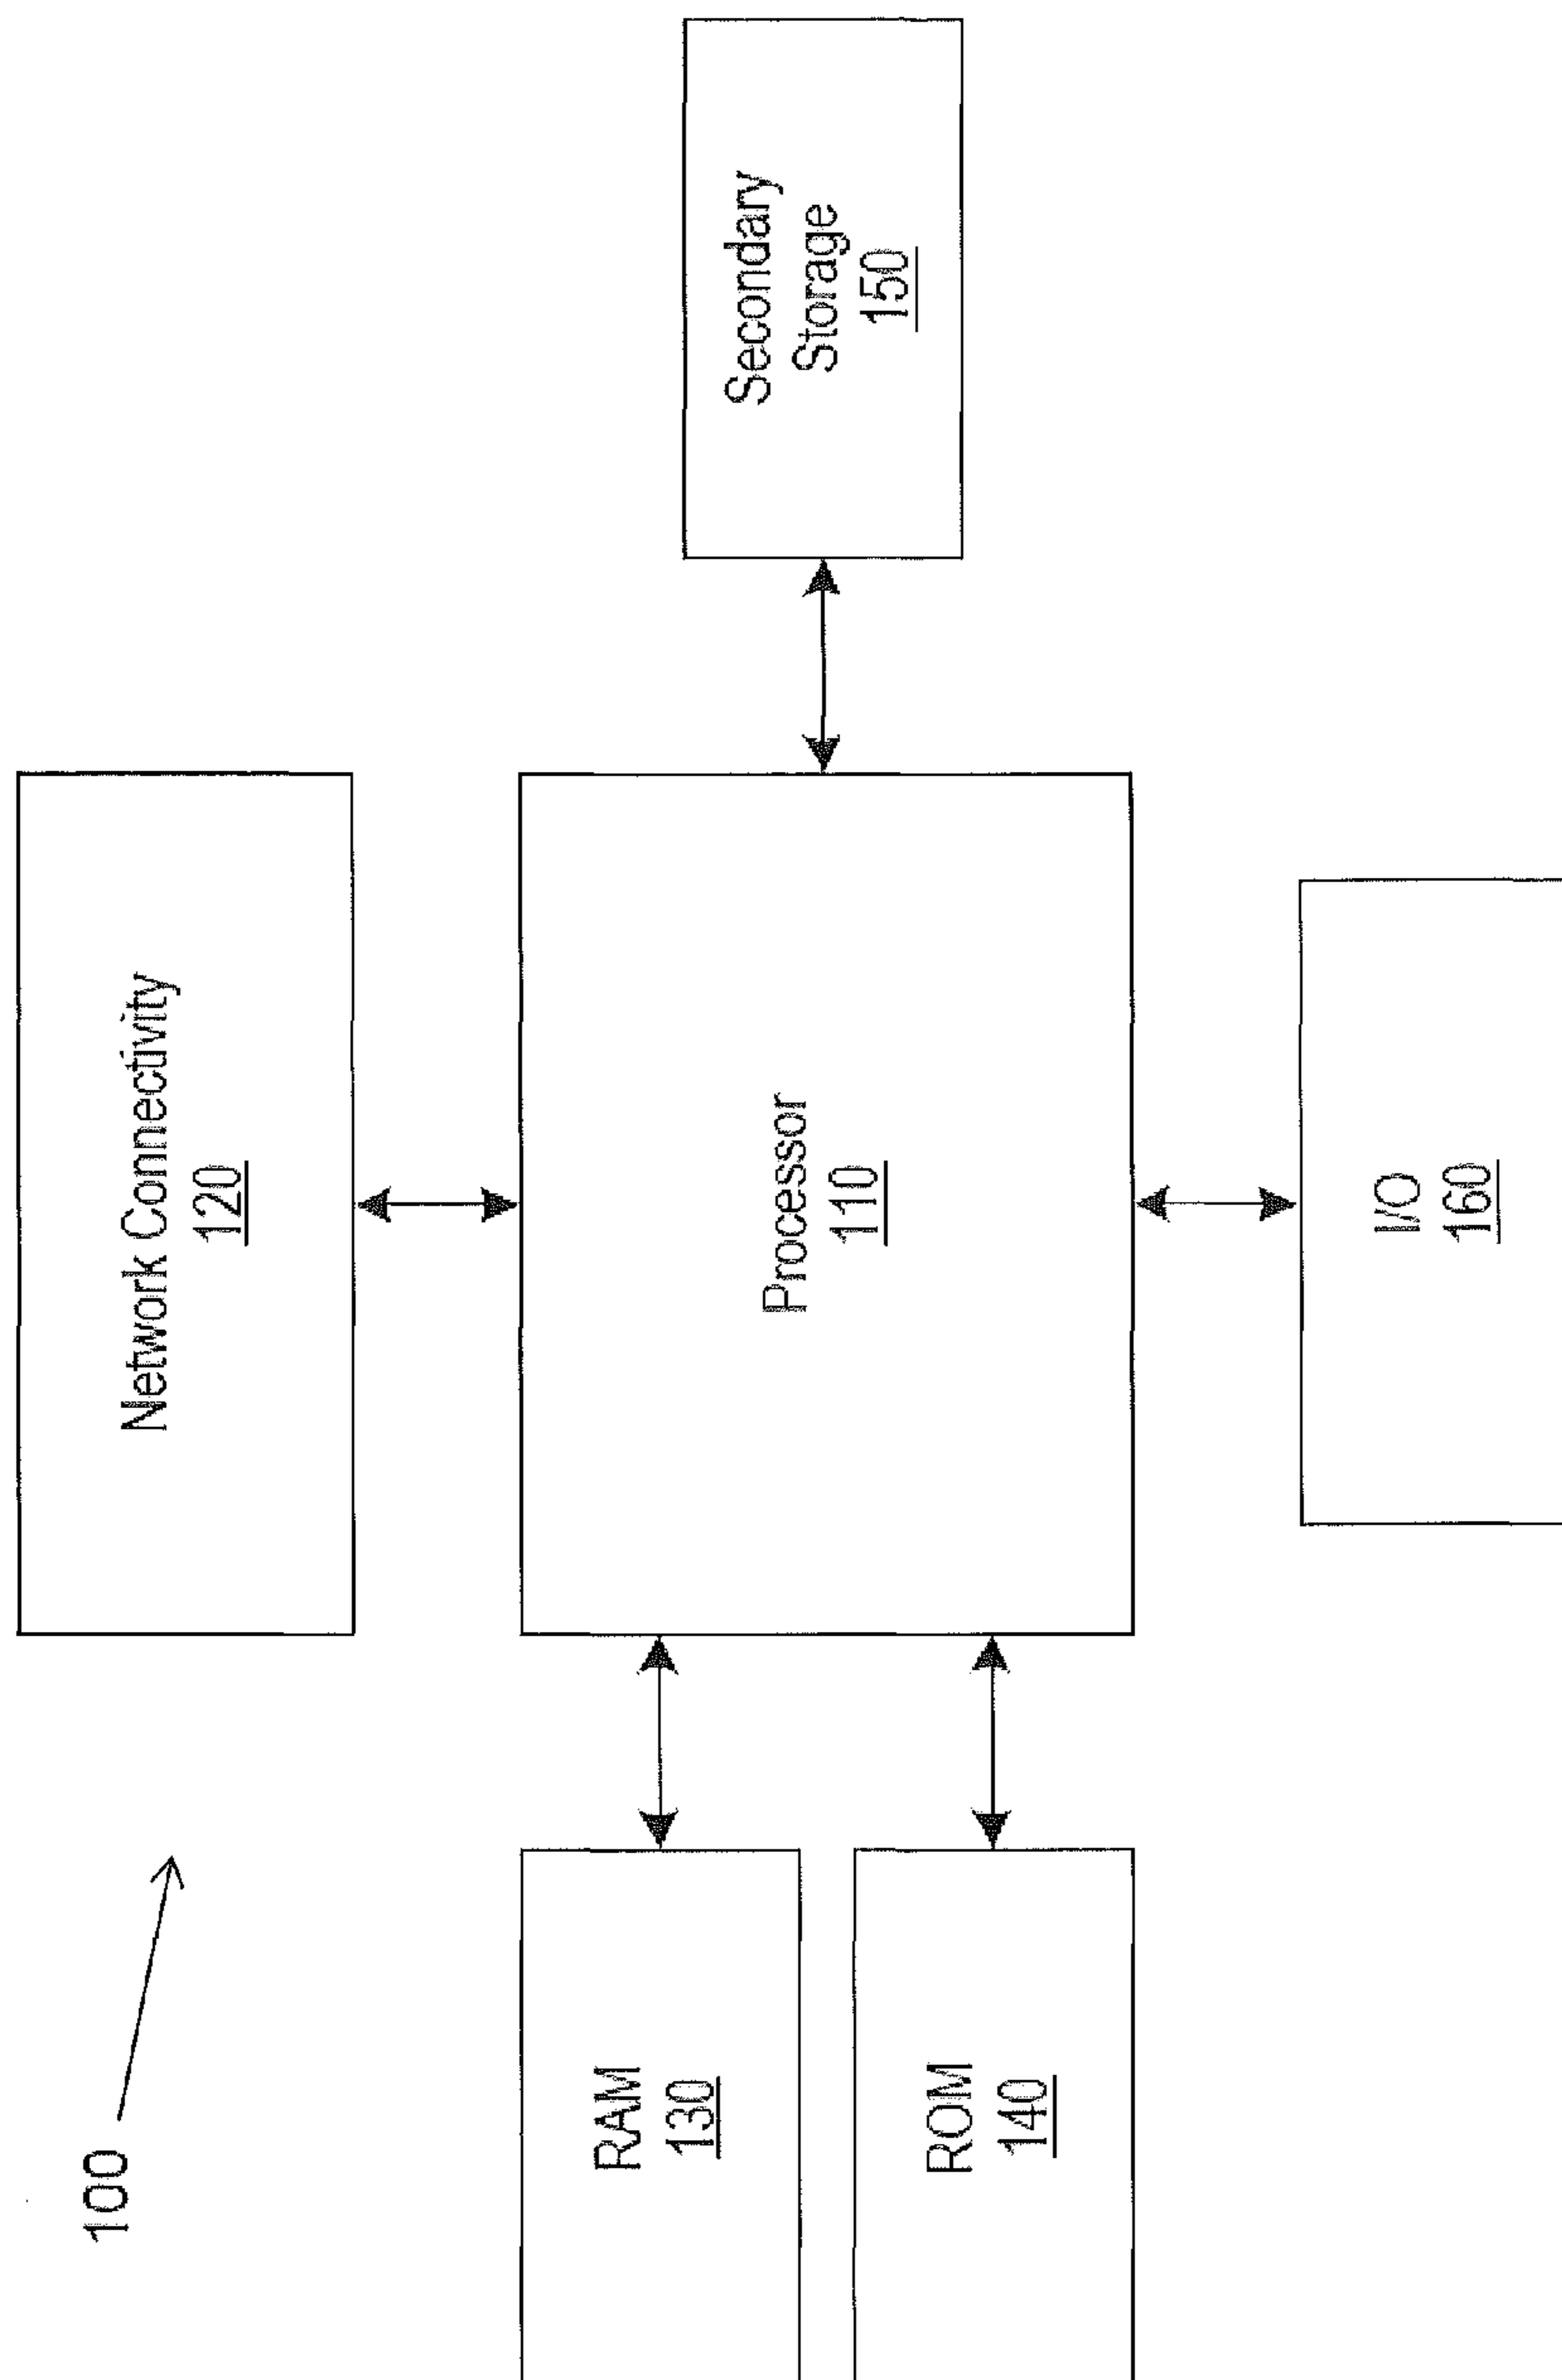 100
Network Connectivity
120
RAM
130
Processor
110
Secondary
Storage
150
ROM
140
I/O
160